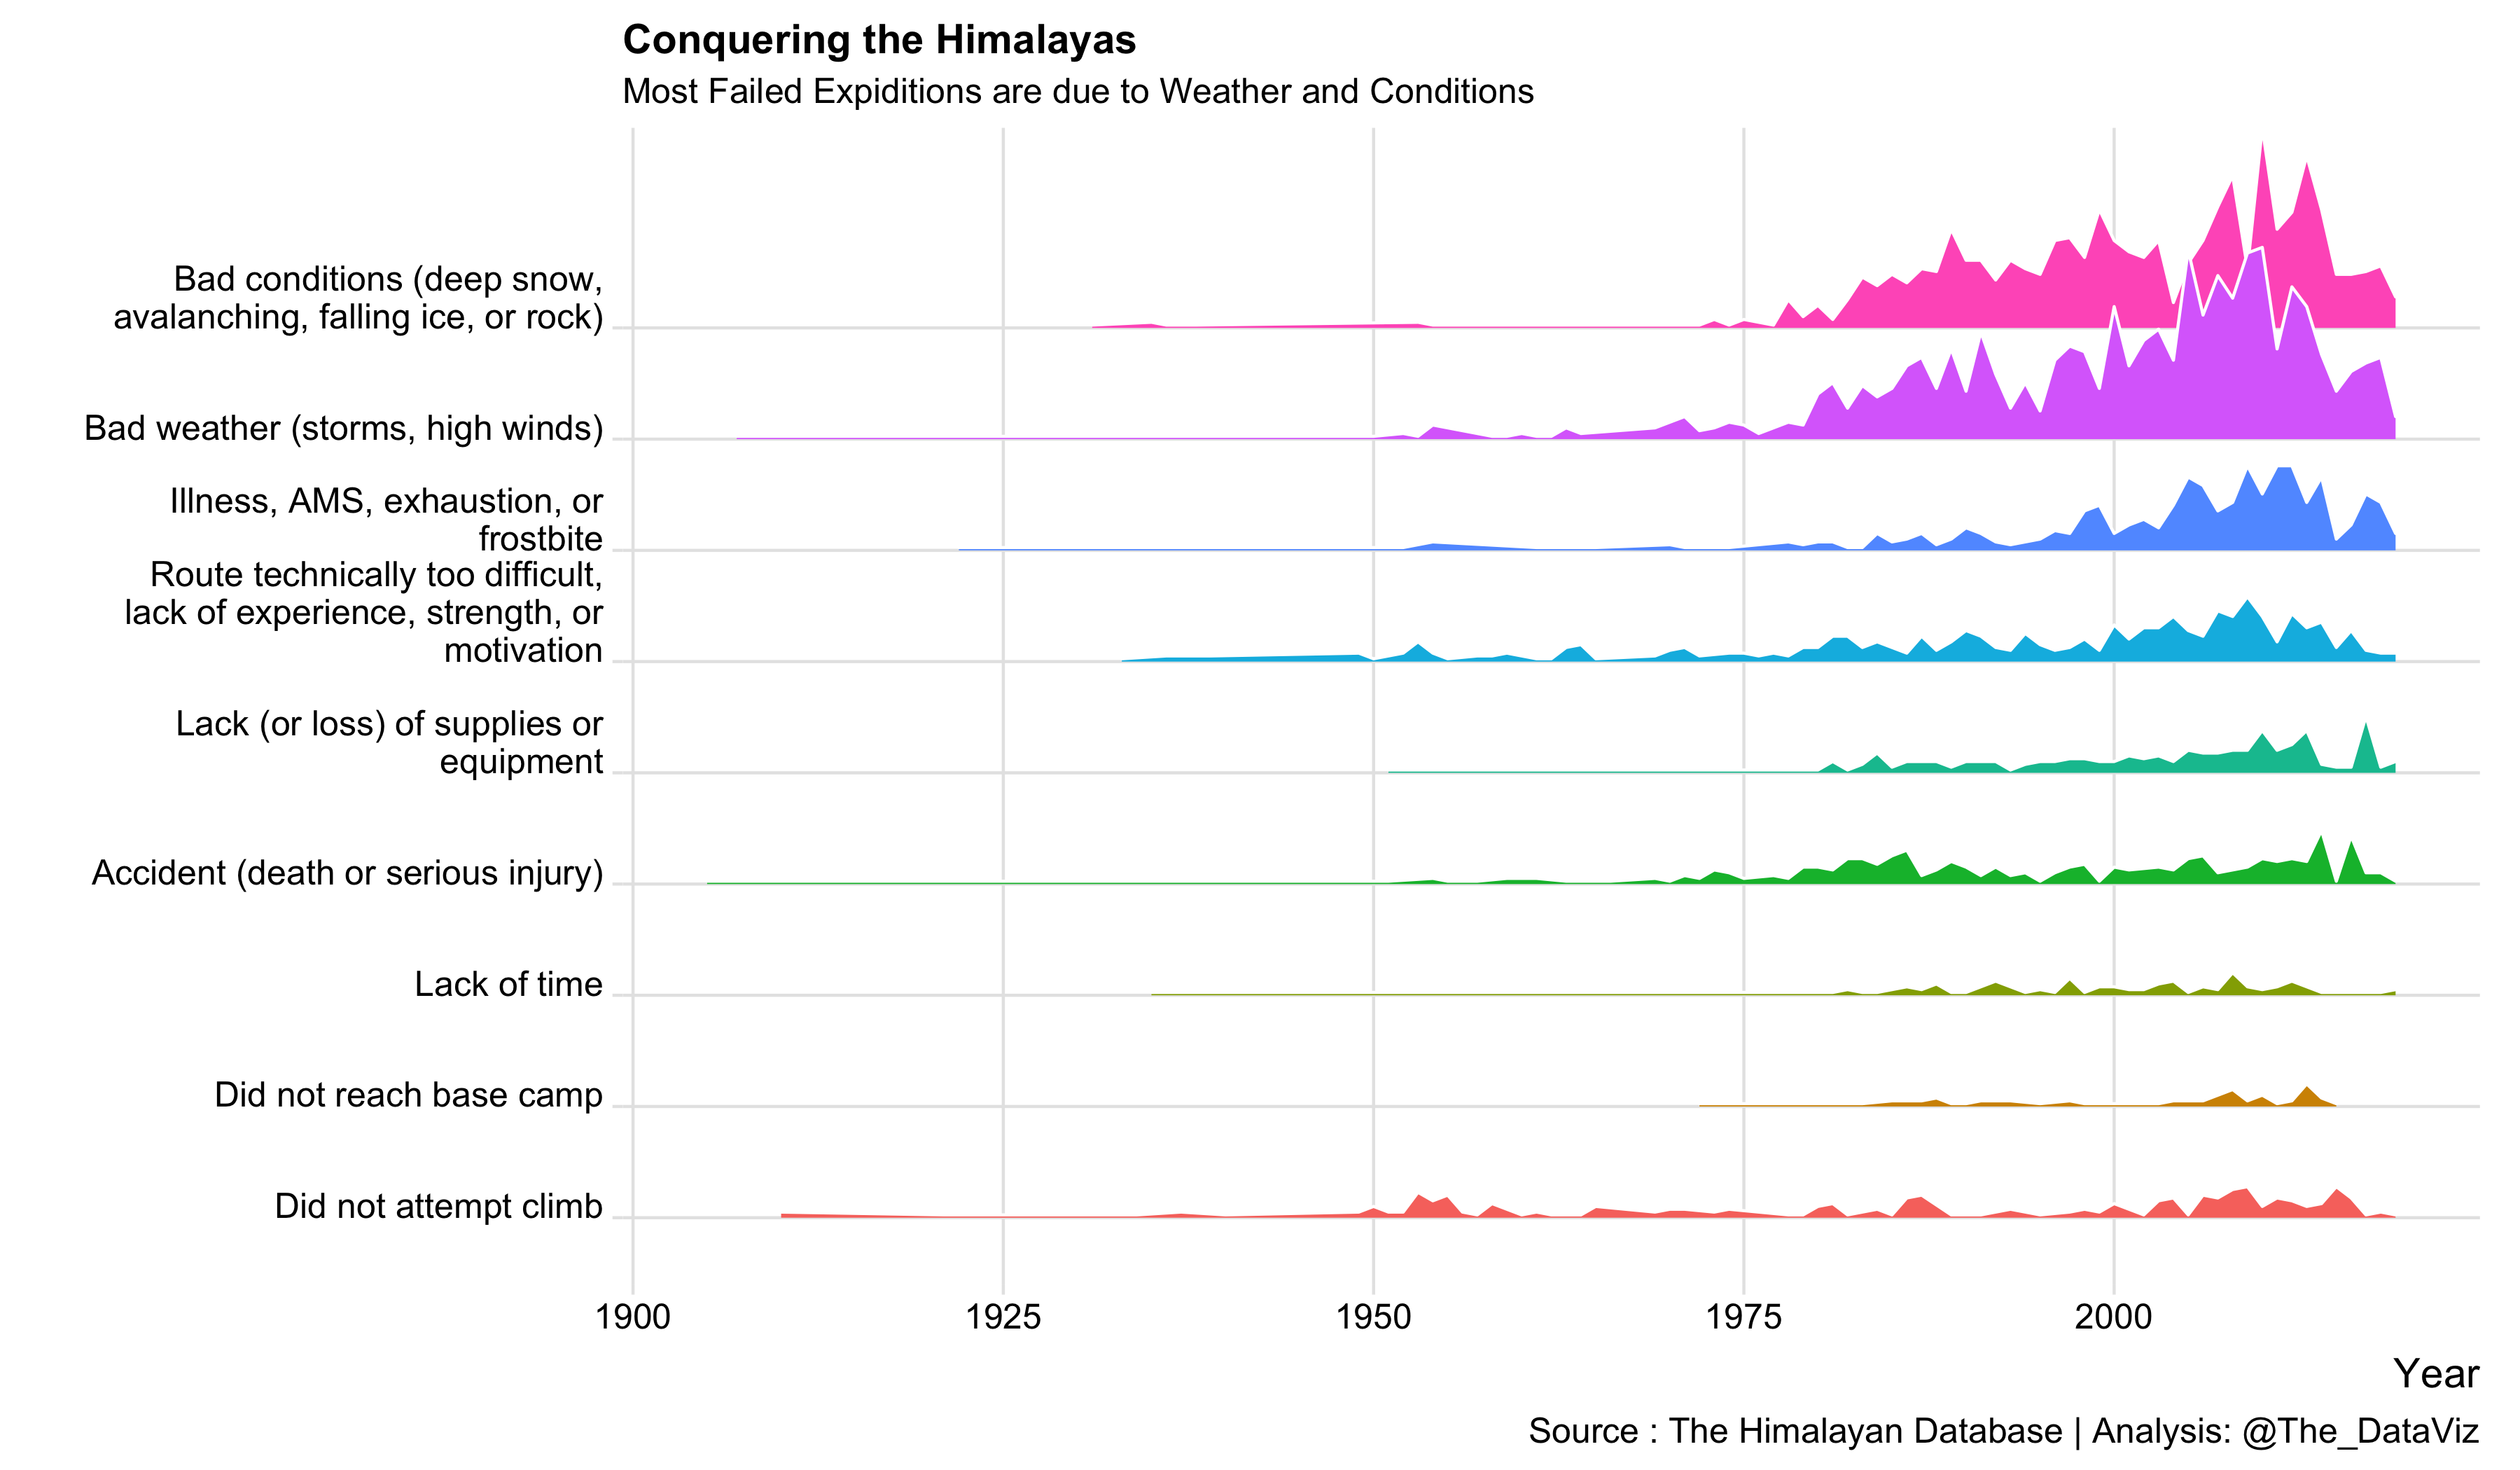 Conquering the Himalayas
Most Failed Expiditions are due to Weather and Conditions
Bad conditions (deep snow,
avalanching, falling ice, or rock)
Bad weather (storms, high winds)
Illness, AMS, exhaustion, or
frostbite
Route technically too difficult,
lack of experience, strength, or
motivation
Lack (or loss) of supplies or
equipment
Accident (death or serious injury)
Lack of time
Did not reach base camp
Did not attempt climb
1900 1925 1950 1975 2000
Year
Source : The Himalayan Database | Analysis: @The_DataViz